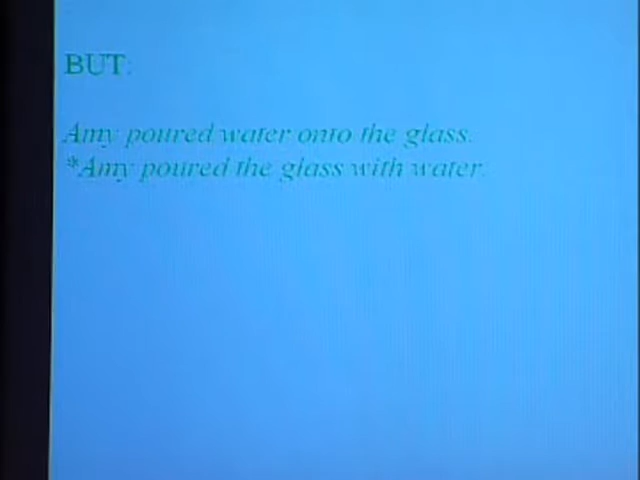 BUT:
Amy poured water onto the glass.
*Amy poured the glass with water.